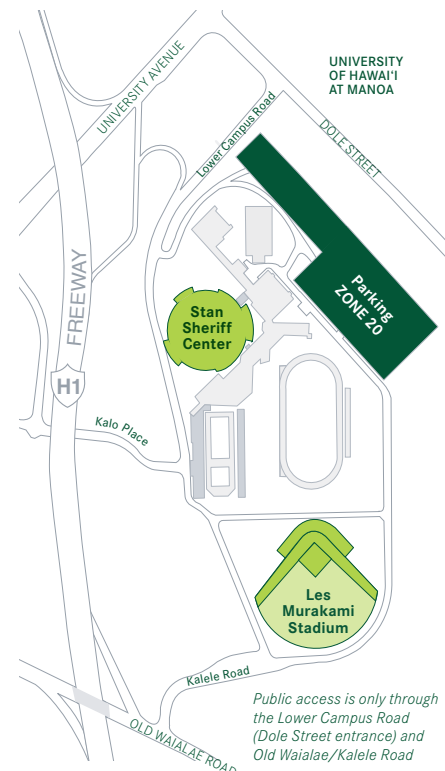 UNIVERSITY
OF HAWAIʻI
AT MANOA
UNIVERSITY AVENUE
Lower Campus Road
DOLE STREET
FREEWAY
H1
Parking
ZONE 20
Stan
Sheriff
Center
Kalo Place
Les
Murakami
Stadium
Kalele Road
OLD WAIALAE ROAD
Public access is only through
the Lower Campus Road
(Dole Street entrance) and
Old Waialae/Kalele Road